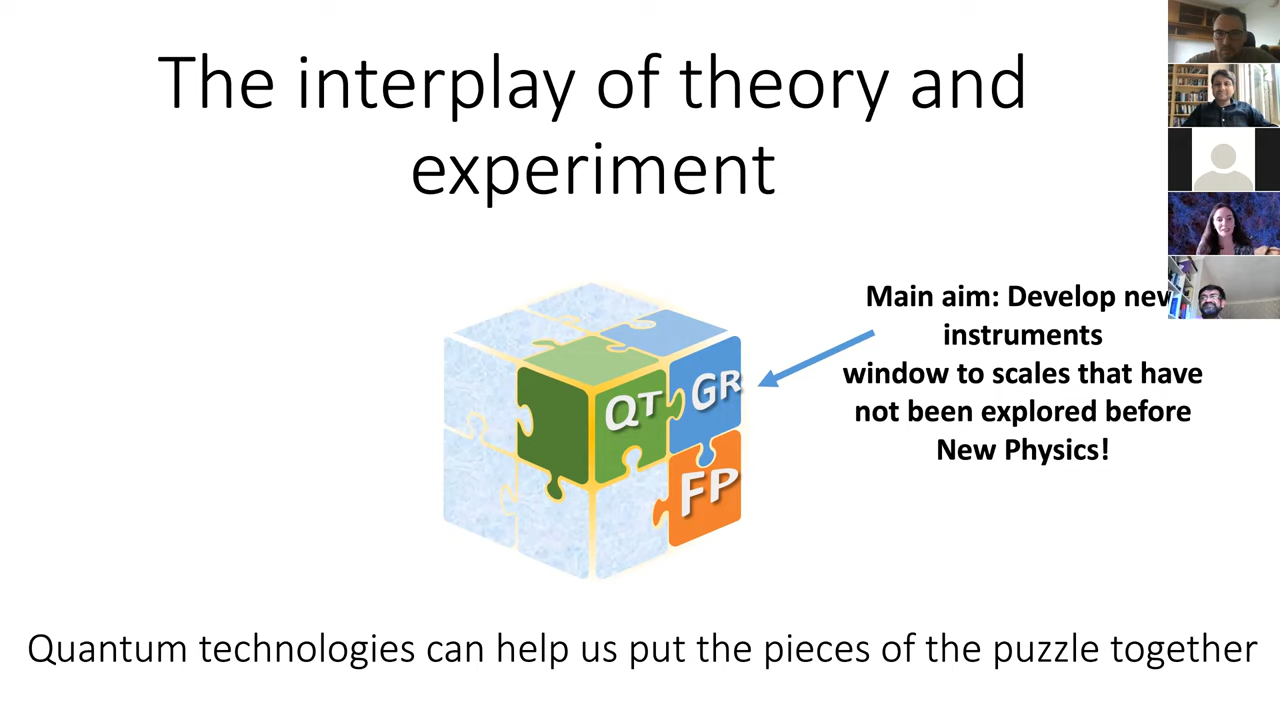 The interplay of theory and
experiment
Main aim: Develop new
instruments
window to scales that have
not been explored before
New Physics!
QT
GR
FP
Quantum technologies can help us put the pieces of the puzzle together